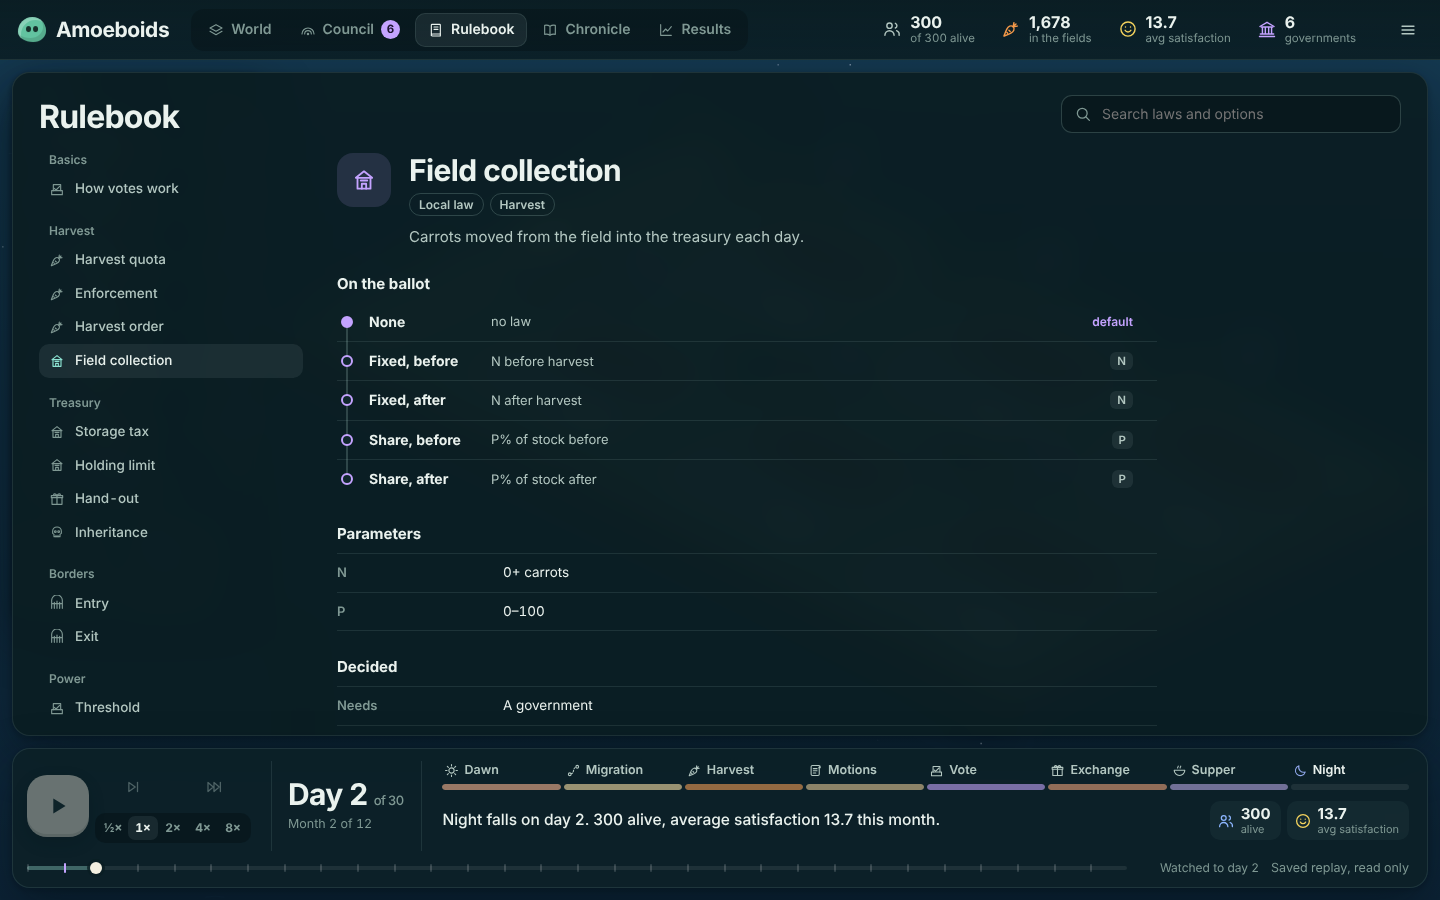 Amoeboids
World
Council 6
Rulebook
Chronicle
Results
300
of 300 alive
1,678
in the fields
13.7
avg satisfaction
6
governments
Rulebook
Search laws and options
Basics
How votes work
Harvest
Harvest quota
Enforcement
Harvest order
Field collection
Treasury
Storage tax
Holding limit
Hand-out
Inheritance
Borders
Entry
Exit
Power
Threshold
Field collection
Local law Harvest
Carrots moved from the field into the treasury each day.
On the ballot
None no law default
Fixed, before N before harvest N
Fixed, after N after harvest N
Share, before P% of stock before P
Share, after P% of stock after P
Parameters
N 0+ carrots
P 0–100
Decided
Needs A government
½× 1× 2× 4× 8×
Day 2 of 30
Month 2 of 12
Dawn Migration Harvest Motions Vote Exchange Supper Night
Night falls on day 2. 300 alive, average satisfaction 13.7 this month.
300
alive
13.7
avg satisfaction
Watched to day 2 Saved replay, read only